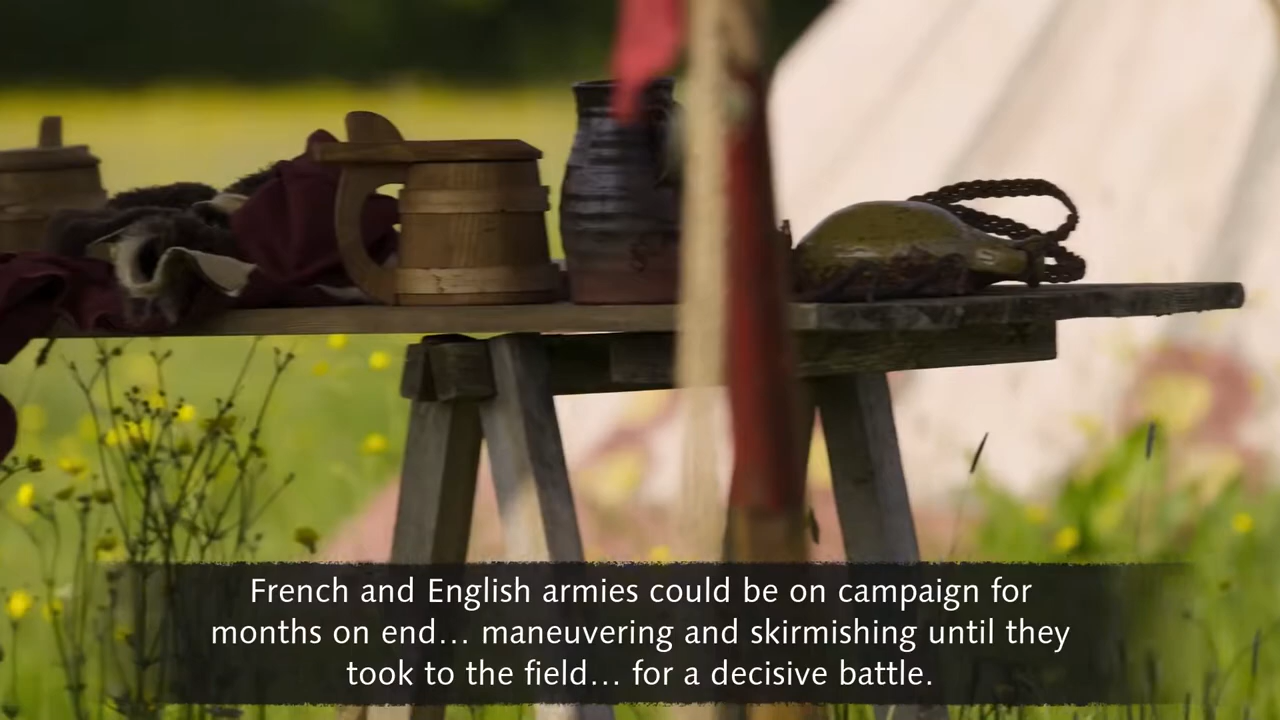 French and English armies could be on campaign for
months on end... maneuvering and skirmishing until they
took to the field... for a decisive battle.